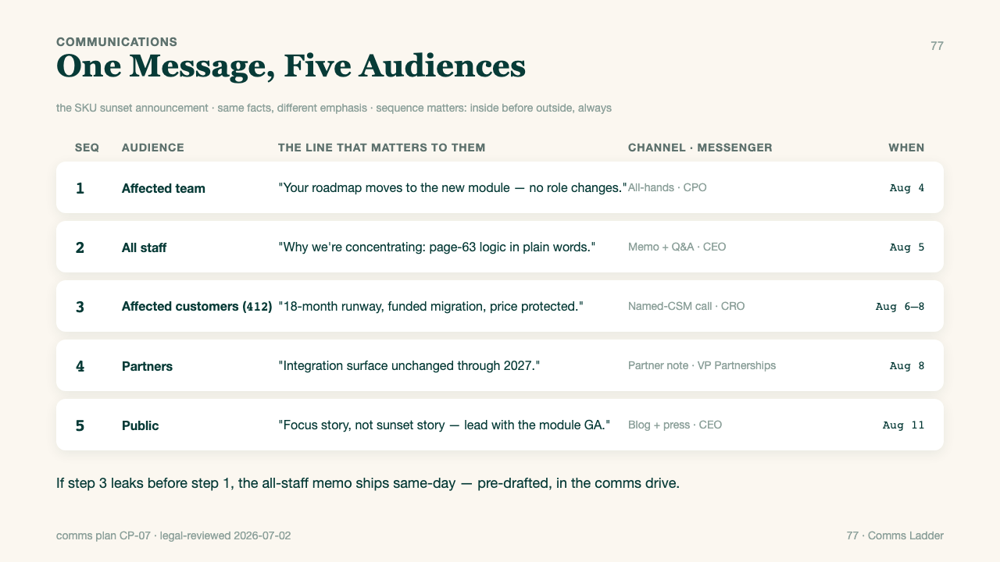 COMMUNICATIONS
77
One Message, Five Audiences
the SKU sunset announcement · same facts, different emphasis · sequence matters: inside before outside, always
SEQ AUDIENCE THE LINE THAT MATTERS TO THEM CHANNEL · MESSENGER WHEN
1 Affected team "Your roadmap moves to the new module — no role changes." All-hands · CPO Aug 4
2 All staff "Why we're concentrating: page-63 logic in plain words." Memo + Q&A · CEO Aug 5
3 Affected customers (412) "18-month runway, funded migration, price protected." Named-CSM call · CRO Aug 6–8
4 Partners "Integration surface unchanged through 2027." Partner note · VP Partnerships Aug 8
5 Public "Focus story, not sunset story — lead with the module GA." Blog + press · CEO Aug 11
If step 3 leaks before step 1, the all-staff memo ships same-day — pre-drafted, in the comms drive.
comms plan CP-07 · legal-reviewed 2026-07-02
77 · Comms Ladder